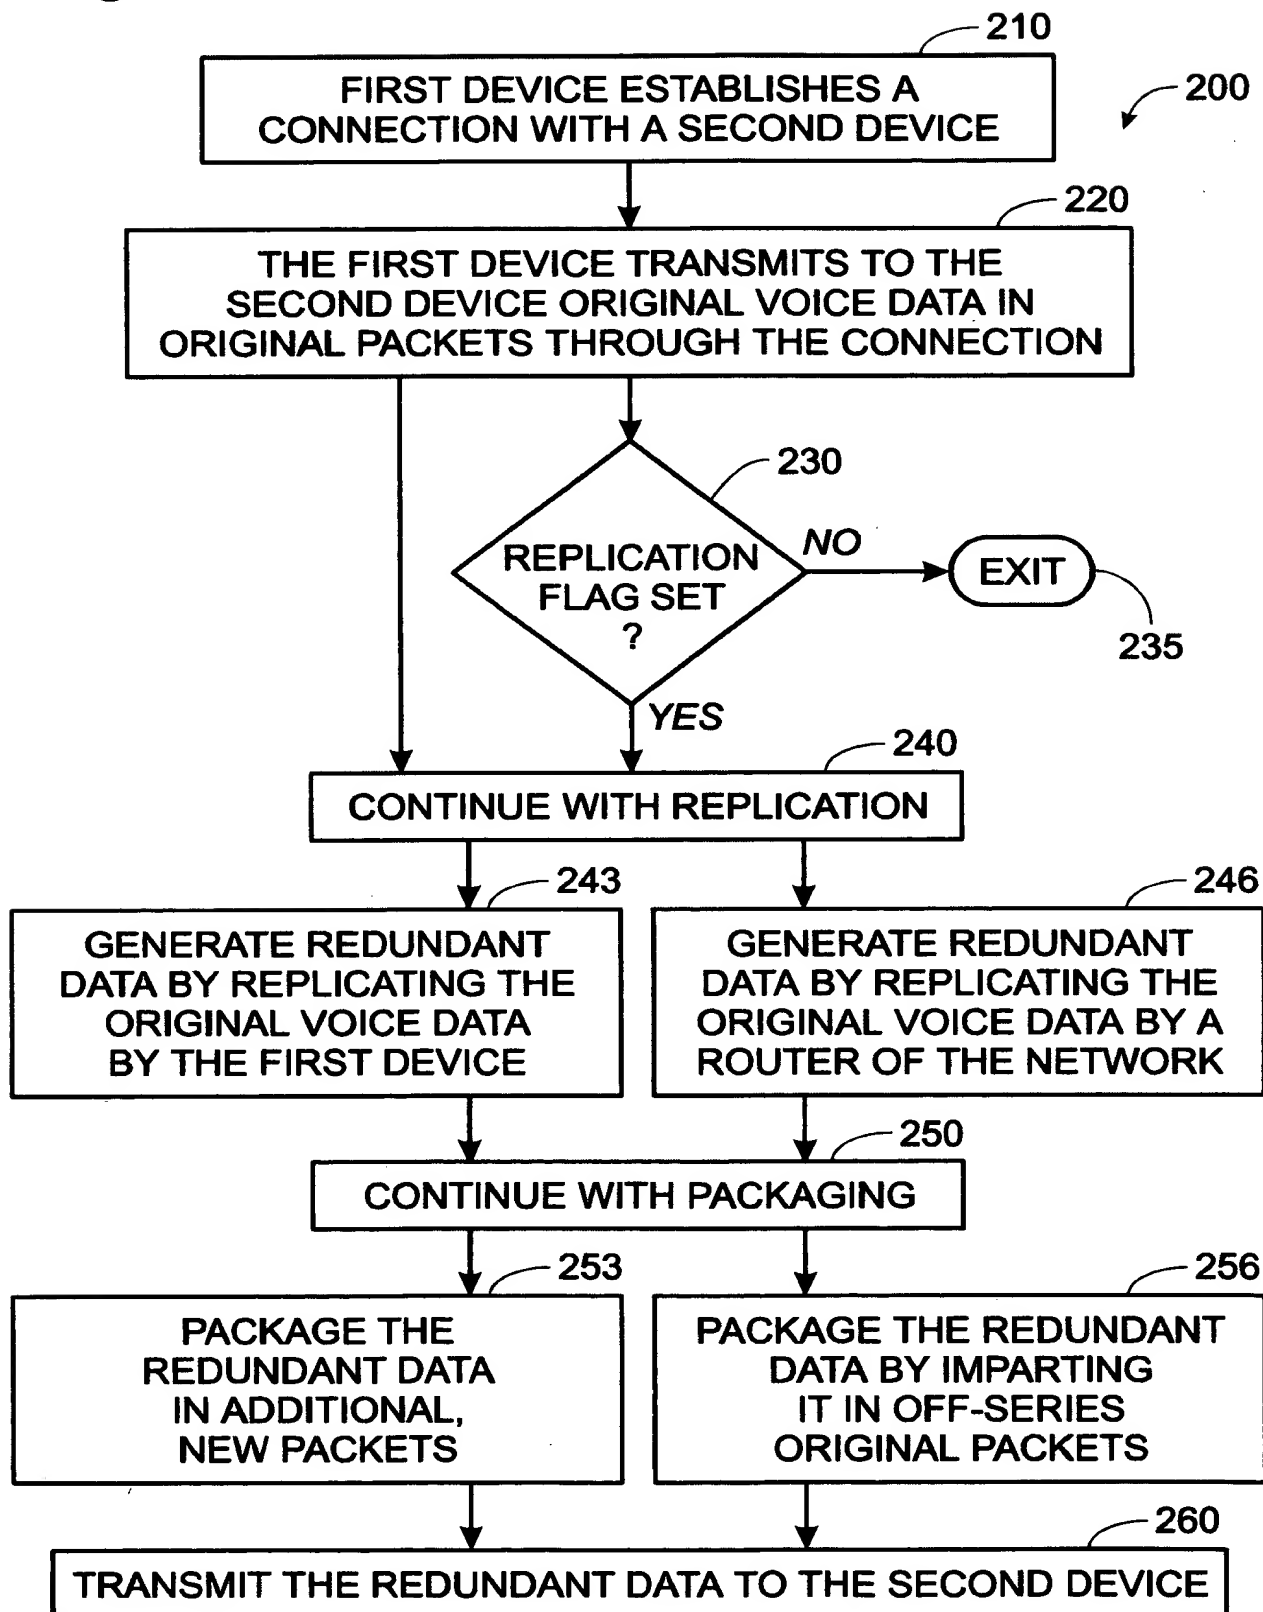 210
FIRST DEVICE ESTABLISHES A
CONNECTION WITH A SECOND DEVICE
200
220
THE FIRST DEVICE TRANSMITS TO THE
SECOND DEVICE ORIGINAL VOICE DATA IN
ORIGINAL PACKETS THROUGH THE CONNECTION
230
REPLICATION
FLAG SET
?
NO
EXIT
235
YES
240
CONTINUE WITH REPLICATION
243
GENERATE REDUNDANT
DATA BY REPLICATING THE
ORIGINAL VOICE DATA
BY THE FIRST DEVICE
246
GENERATE REDUNDANT
DATA BY REPLICATING THE
ORIGINAL VOICE DATA BY A
ROUTER OF THE NETWORK
250
CONTINUE WITH PACKAGING
253
PACKAGE THE
REDUNDANT DATA
IN ADDITIONAL,
NEW PACKETS
256
PACKAGE THE REDUNDANT
DATA BY IMPARTING
IT IN OFF-SERIES
ORIGINAL PACKETS
260
TRANSMIT THE REDUNDANT DATA TO THE SECOND DEVICE